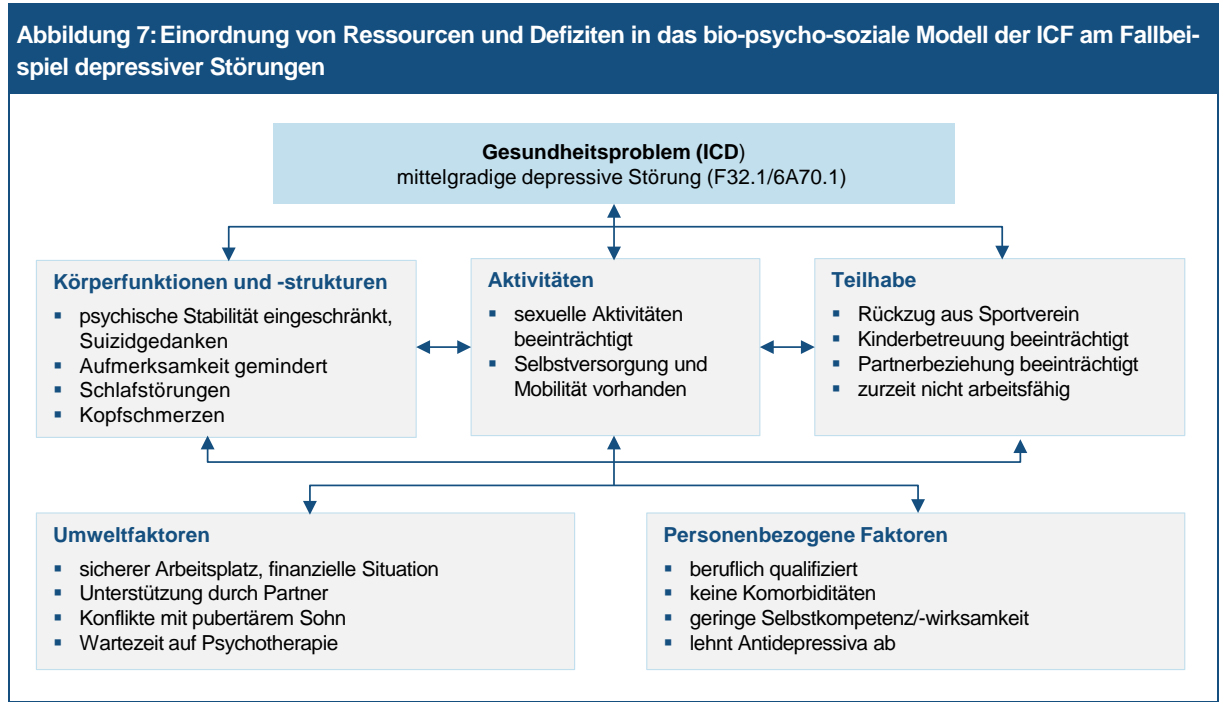 Abbildung 7: Einordnung von Ressourcen und Defiziten in das bio-psycho-soziale Modell der ICF am Fallbei-
spiel depressiver Störungen
Gesundheitsproblem (ICD)
mittelgradige depressive Störung (F32.1/6A70.1)
Körperfunktionen und -strukturen
▪ psychische Stabilität eingeschränkt,
Suizidgedanken
▪ Aufmerksamkeit gemindert
▪ Schlafstörungen
▪ Kopfschmerzen
Aktivitäten
▪ sexuelle Aktivitäten
beeinträchtigt
▪ Selbstversorgung und
Mobilität vorhanden
Teilhabe
▪ Rückzug aus Sportverein
▪ Kinderbetreuung beeinträchtigt
▪ Partnerbeziehung beeinträchtigt
▪ zurzeit nicht arbeitsfähig
Umweltfaktoren
▪ sicherer Arbeitsplatz, finanzielle Situation
▪ Unterstützung durch Partner
▪ Konflikte mit pubertärem Sohn
▪ Wartezeit auf Psychotherapie
Personenbezogene Faktoren
▪ beruflich qualifiziert
▪ keine Komorbiditäten
▪ geringe Selbstkompetenz/-wirksamkeit
▪ lehnt Antidepressiva ab